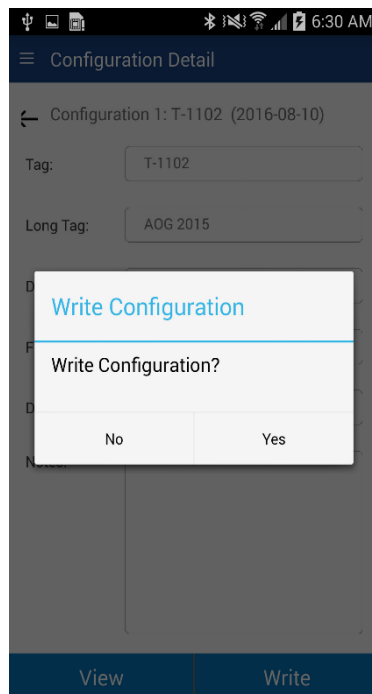 6:30 AM
Configuration Detail
Configuration 1: T-1102 (2016-08-10)
Tag:
T-1102
Long Tag:
AOG 2015
D
Write Configuration
F
Write Configuration?
D
No
Yes
View
Write